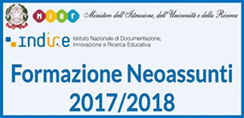 MIUR Ministero dell'Istruzione, dell'Università e della Ricerca
INDIRE Istituto Nazionale di Documentazione,
Innovazione e Ricerca Educativa
Formazione Neoassunti
2017/2018